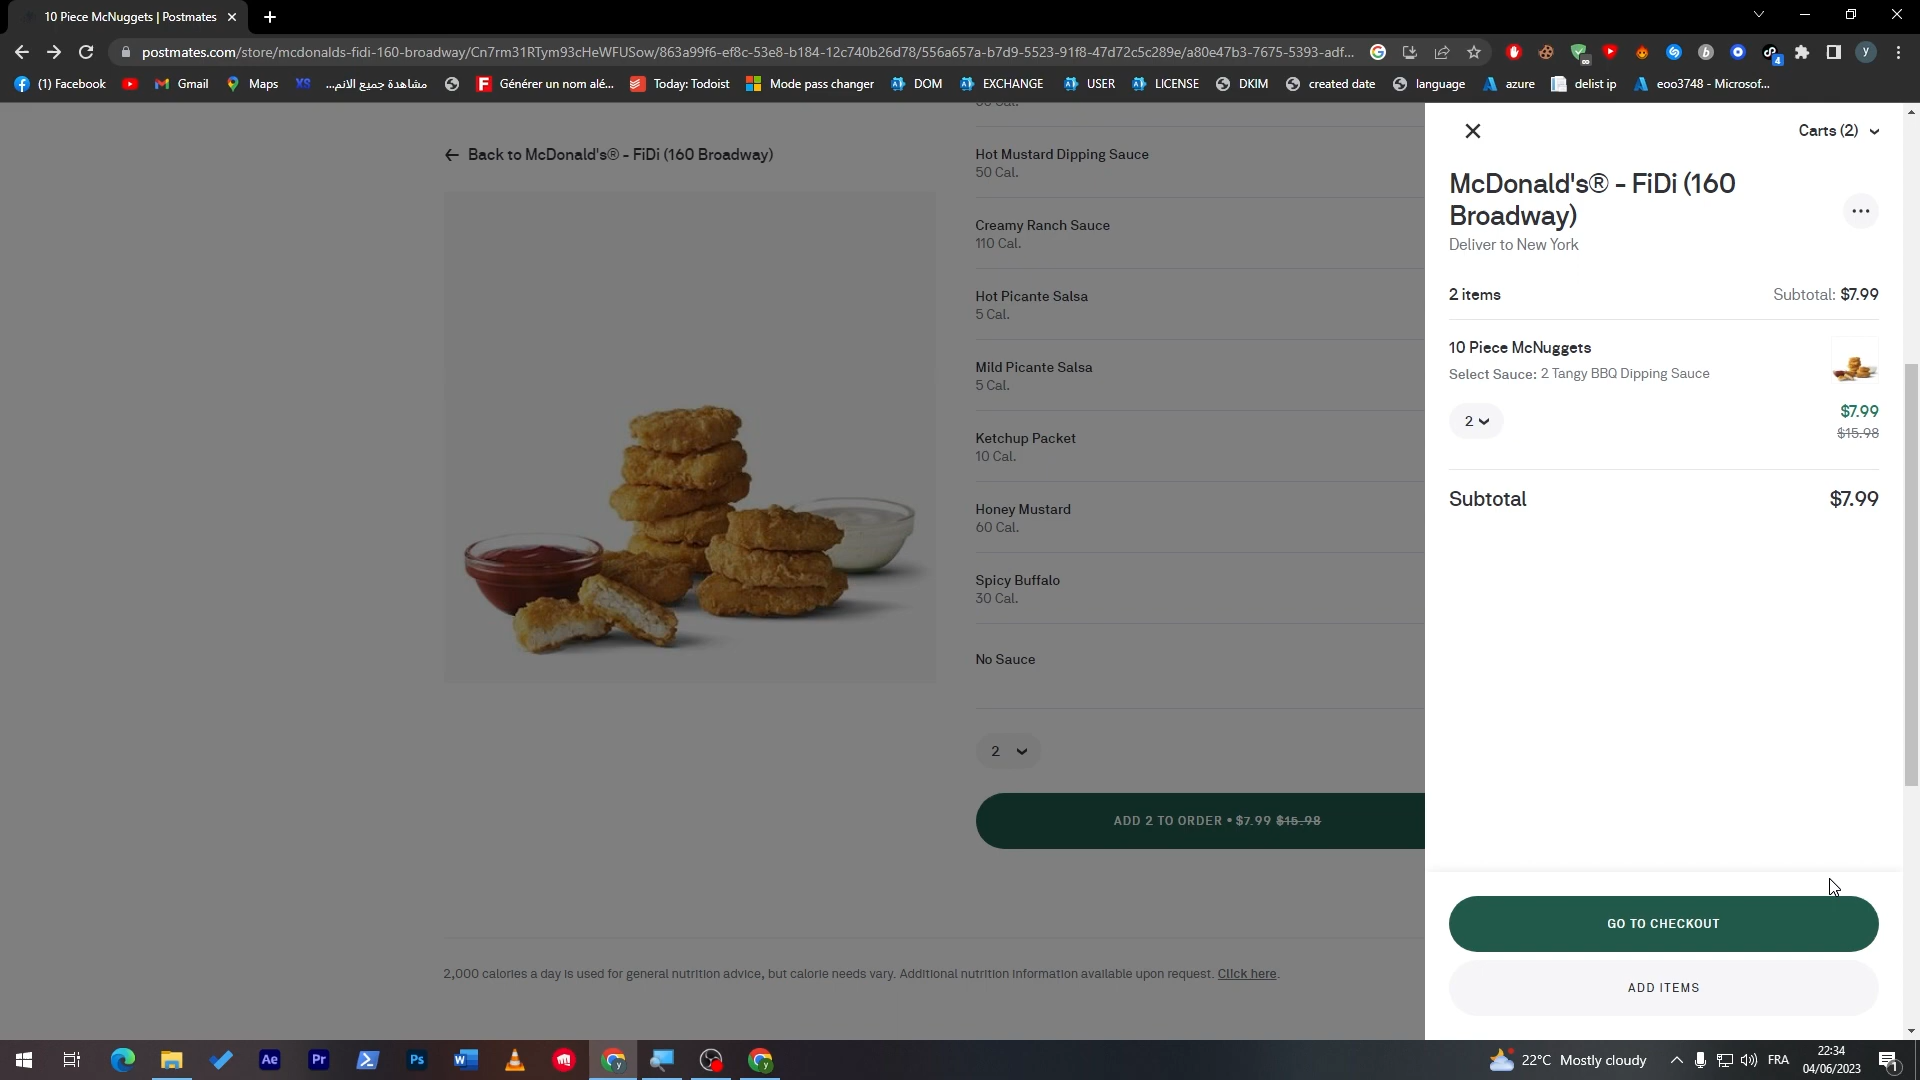 10 Piece McNuggets | Postmates
postmates.com/store/mcdonalds-fidi-160-broadway/Cn7rm31RTym93cHeWFUSow/863a99f6-ef8c-53e8-b184-12c740b26d78/556a657a-b7d9-5523-91f8-47d72c5c289e/a80e47b3-7675-5393-adf...
(1) Facebook
Gmail
Maps
XS
مشاهدة جميع الانم...
Générer un nom alé...
Today: Todoist
Mode pass changer
DOM
EXCHANGE
USER
LICENSE
DKIM
created date
language
azure
delist ip
eoo3748 - Microsof...
Back to McDonald's® - FiDi (160 Broadway)
Hot Mustard Dipping Sauce
50 Cal.
Creamy Ranch Sauce
110 Cal.
Hot Picante Salsa
5 Cal.
Mild Picante Salsa
5 Cal.
Ketchup Packet
10 Cal.
Honey Mustard
60 Cal.
Spicy Buffalo
30 Cal.
No Sauce
2
ADD 2 TO ORDER • $7.99 $15.98
2,000 calories a day is used for general nutrition advice, but calorie needs vary. Additional nutrition information available upon request. Click here.
Carts (2)
McDonald's® - FiDi (160
Broadway)
Deliver to New York
2 items
Subtotal: $7.99
10 Piece McNuggets
Select Sauce: 2 Tangy BBQ Dipping Sauce
2
$7.99
$15.98
Subtotal
$7.99
GO TO CHECKOUT
ADD ITEMS
Ae
Pr
Ps
22°C Mostly cloudy
FRA
22:34
04/06/2023
1